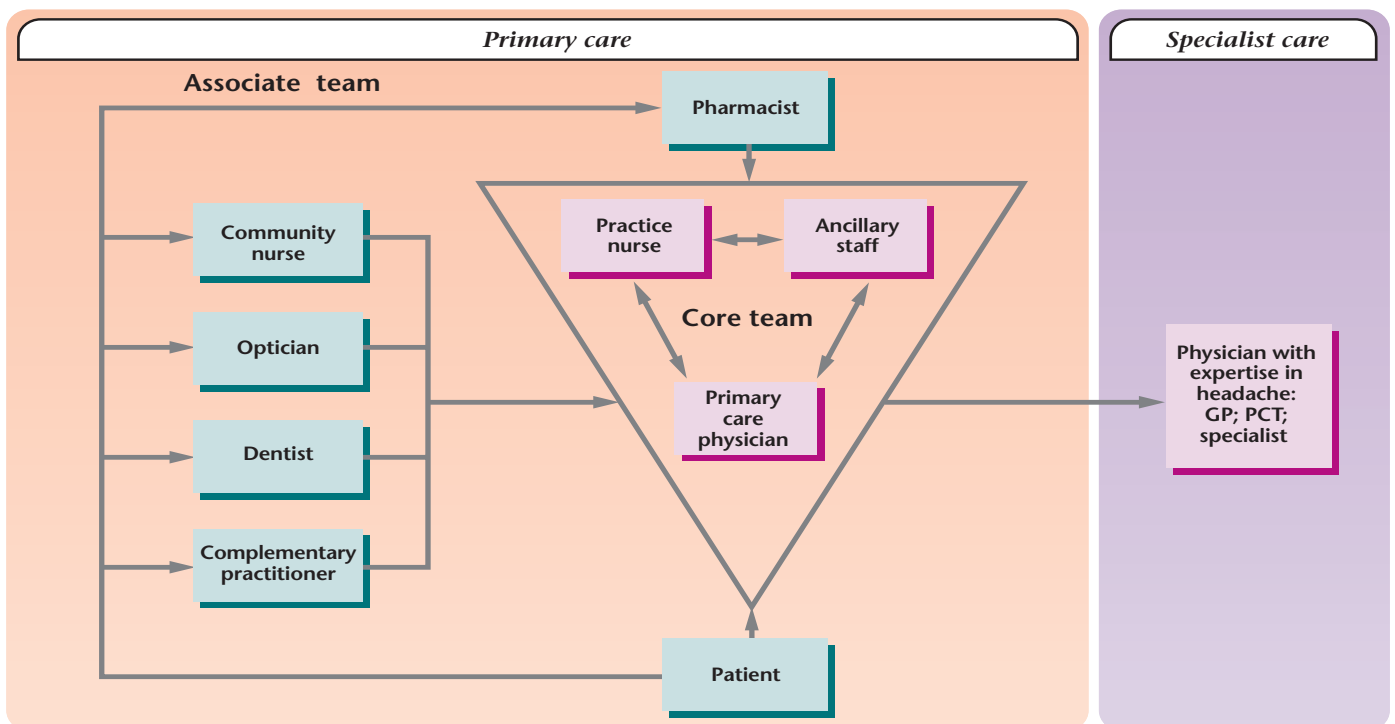 Primary care
Specialist care
Associate team
Pharmacist
Community
nurse
Optician
Dentist
Complementary
practitioner
Practice
nurse
Ancillary
staff
Core team
Primary
care
physician
Patient
Physician with
expertise in
headache:
GP; PCT;
specialist